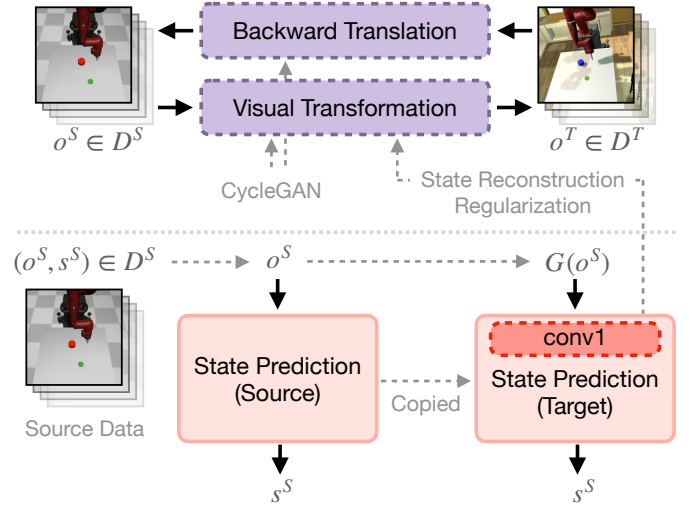 Backward Translation
Visual Transformation
o^S ∈ D^S
o^T ∈ D^T
CycleGAN
State Reconstruction
Regularization
(o^S, s^S) ∈ D^S
o^S
G(o^S)
Source Data
State Prediction
(Source)
Copied
conv1
State Prediction
(Target)
s^S
s^S